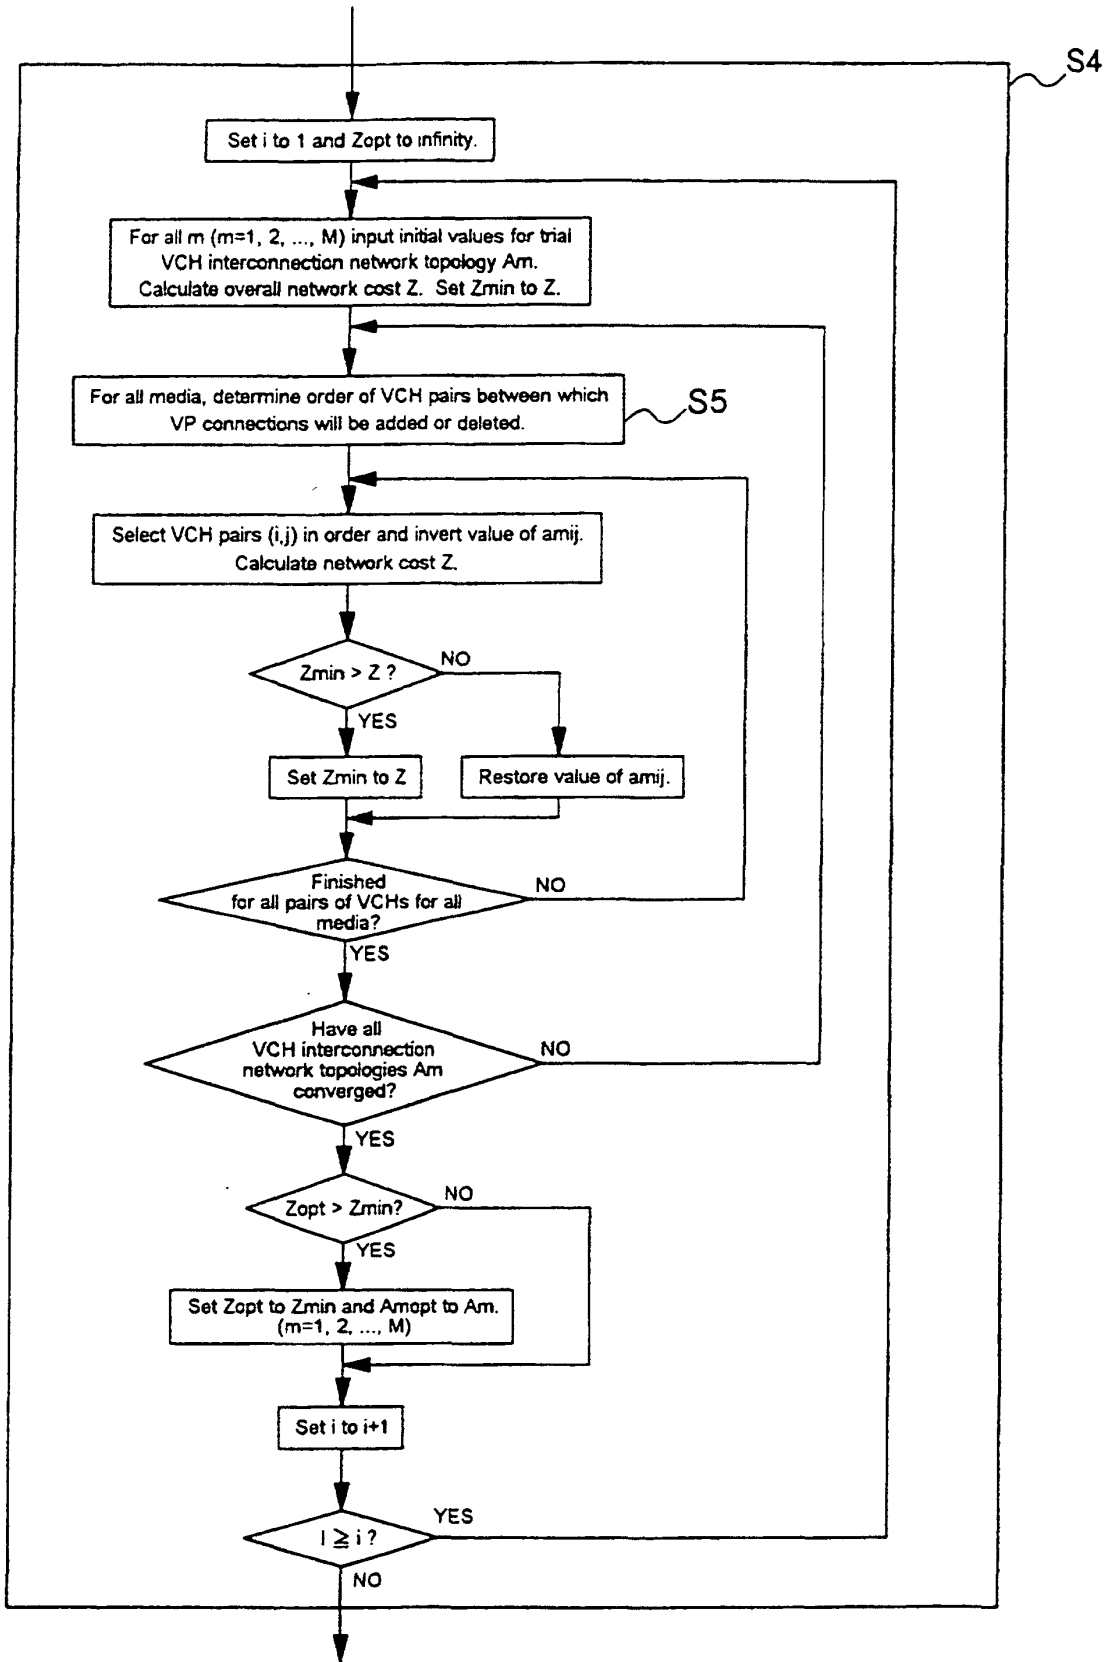 S4
Set i to 1 and Zopt to infinity.
For all m (m=1, 2, ..., M) input initial values for trial
VCH interconnection network topology Am.
Calculate overall network cost Z. Set Zmin to Z.
For all media, determine order of VCH pairs between which
VP connections will be added or deleted.
S5
Select VCH pairs (i,j) in order and invert value of amij.
Calculate network cost Z.
Zmin > Z ?
NO
YES
Set Zmin to Z
Restore value of amij.
Finished
for all pairs of VCHs for all
media?
NO
YES
Have all
VCH interconnection
network topologies Am
converged?
NO
YES
Zopt > Zmin?
NO
YES
Set Zopt to Zmin and Amopt to Am.
(m=1, 2, ..., M)
Set i to i+1
I ≧ i ?
YES
NO